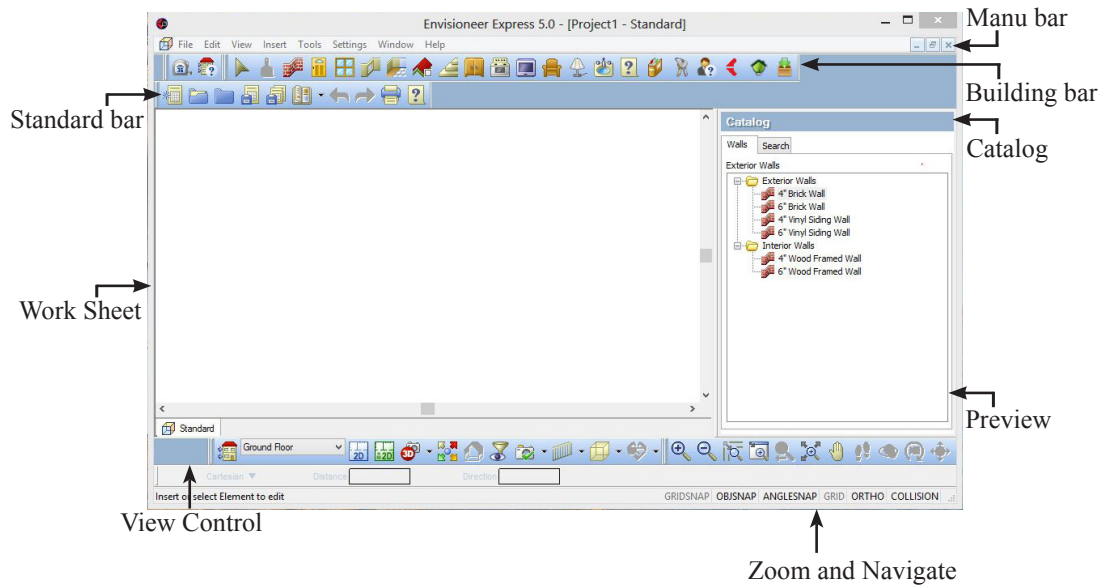 Envisioneer Express 5.0 - [Project1 - Standard]
Manu bar
File Edit View Insert Tools Settings Window Help
Building bar
Standard bar
Catalog
Catalog
Walls Search
Exterior Walls
Exterior Walls
4" Brick Wall
6" Brick Wall
4" Vinyl Siding Wall
6" Vinyl Siding Wall
Interior Walls
4" Wood Framed Wall
6" Wood Framed Wall
Work Sheet
Preview
Standard
Ground Floor 2D 2D 3D
Cartesian Distance Direction
Insert or select Element to edit GRIDSNAP OBJSNAP ANGLESNAP GRID ORTHO COLLISION
View Control
Zoom and Navigate